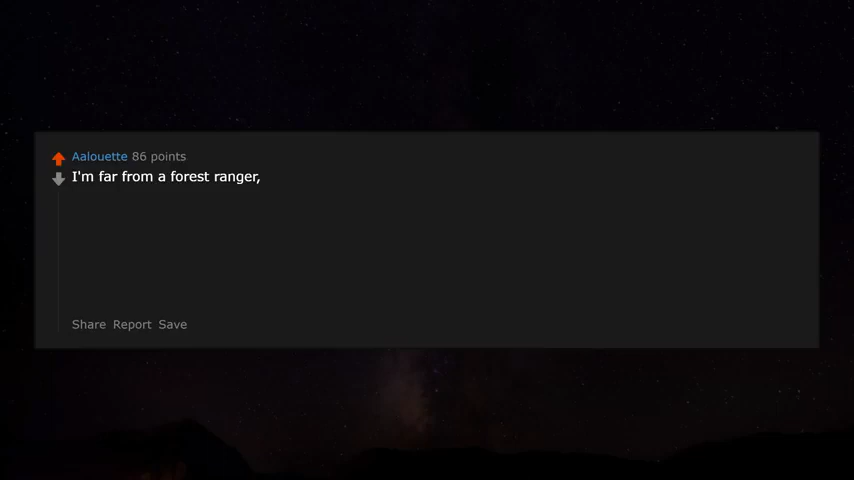 Aalouette 86 points
I'm far from a forest ranger,
Share Report Save